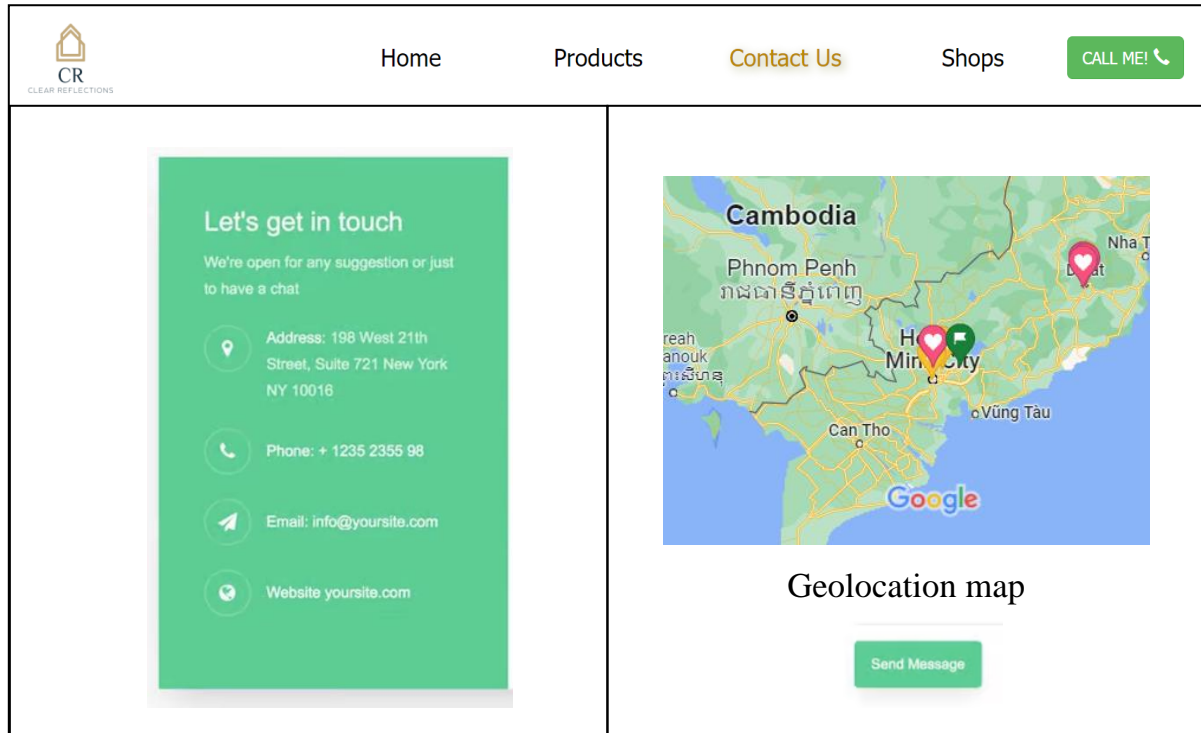 CR
CLEAR REFLECTIONS
Home
Products
Contact Us
Shops
CALL ME!
Let's get in touch
We're open for any suggestion or just
to have a chat
Address: 198 West 21th
Street, Suite 721 New York
NY 10016
Phone: + 1235 2355 98
Email: info@yoursite.com
Website yoursite.com
Cambodia
Phnom Penh
រាជធានីភ្នំពេញ
Nha T
Min
City
Vũng Tàu
Can Tho
Google
Geolocation map
Send Message